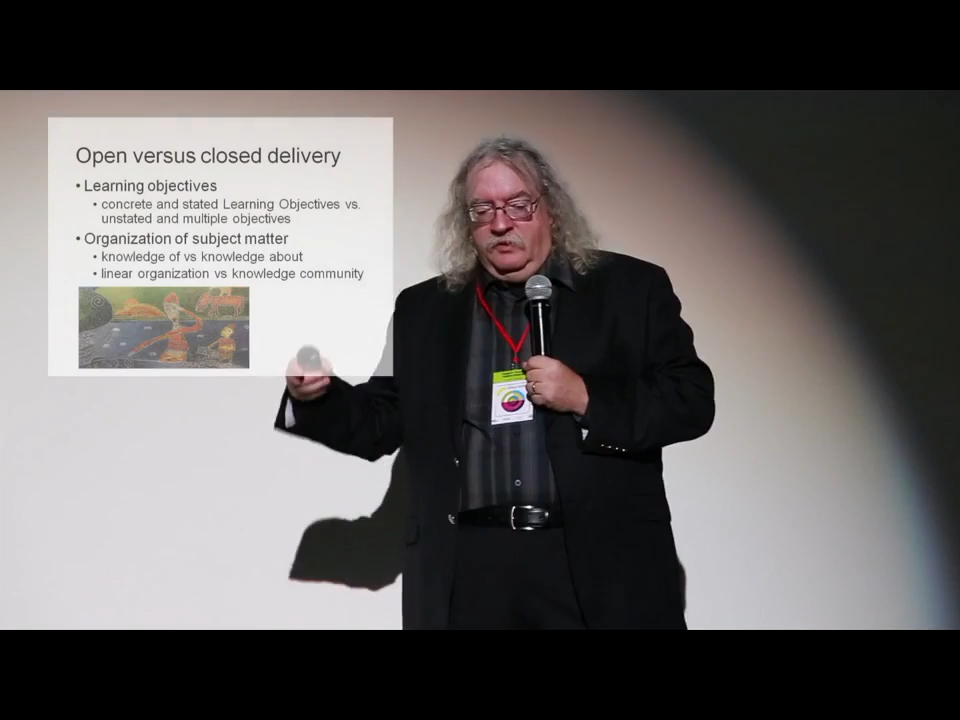 Open versus closed delivery
• Learning objectives
• concrete and stated Learning Objectives vs.
unstated and multiple objectives
• Organization of subject matter
• knowledge of vs knowledge about
• linear organization vs knowledge community